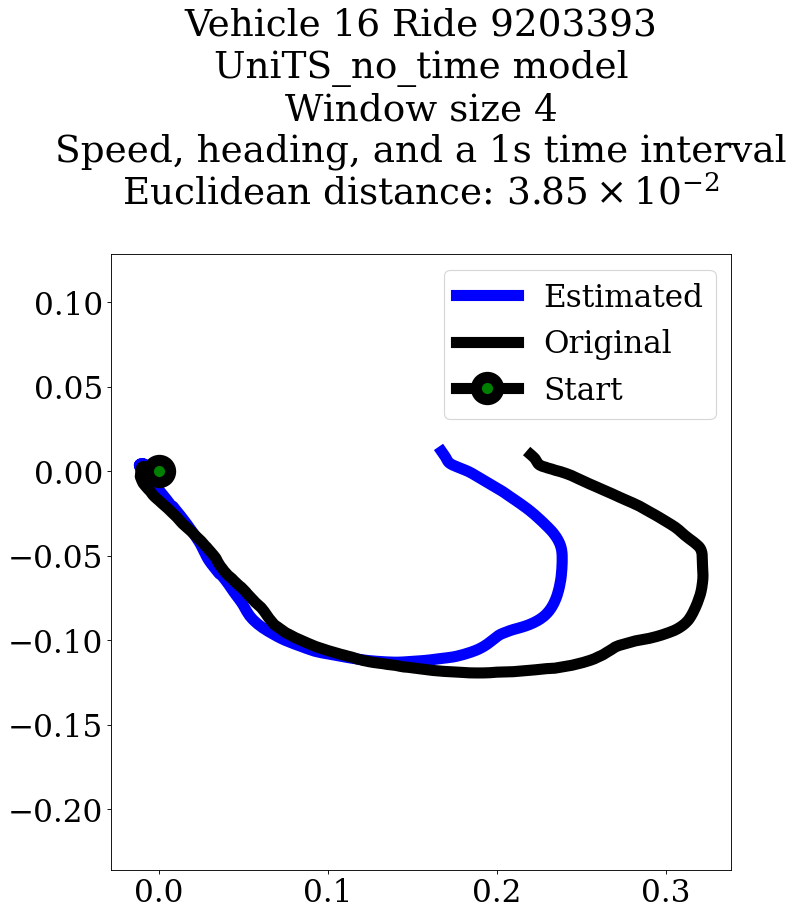 Vehicle 16 Ride 9203393
UniTS_no_time model
Window size 4
Speed, heading, and a 1s time interval
Euclidean distance: 3.85 × 10⁻²
Estimated
Original
Start
0.10
0.05
0.00
−0.05
−0.10
−0.15
−0.20
0.0 0.1 0.2 0.3